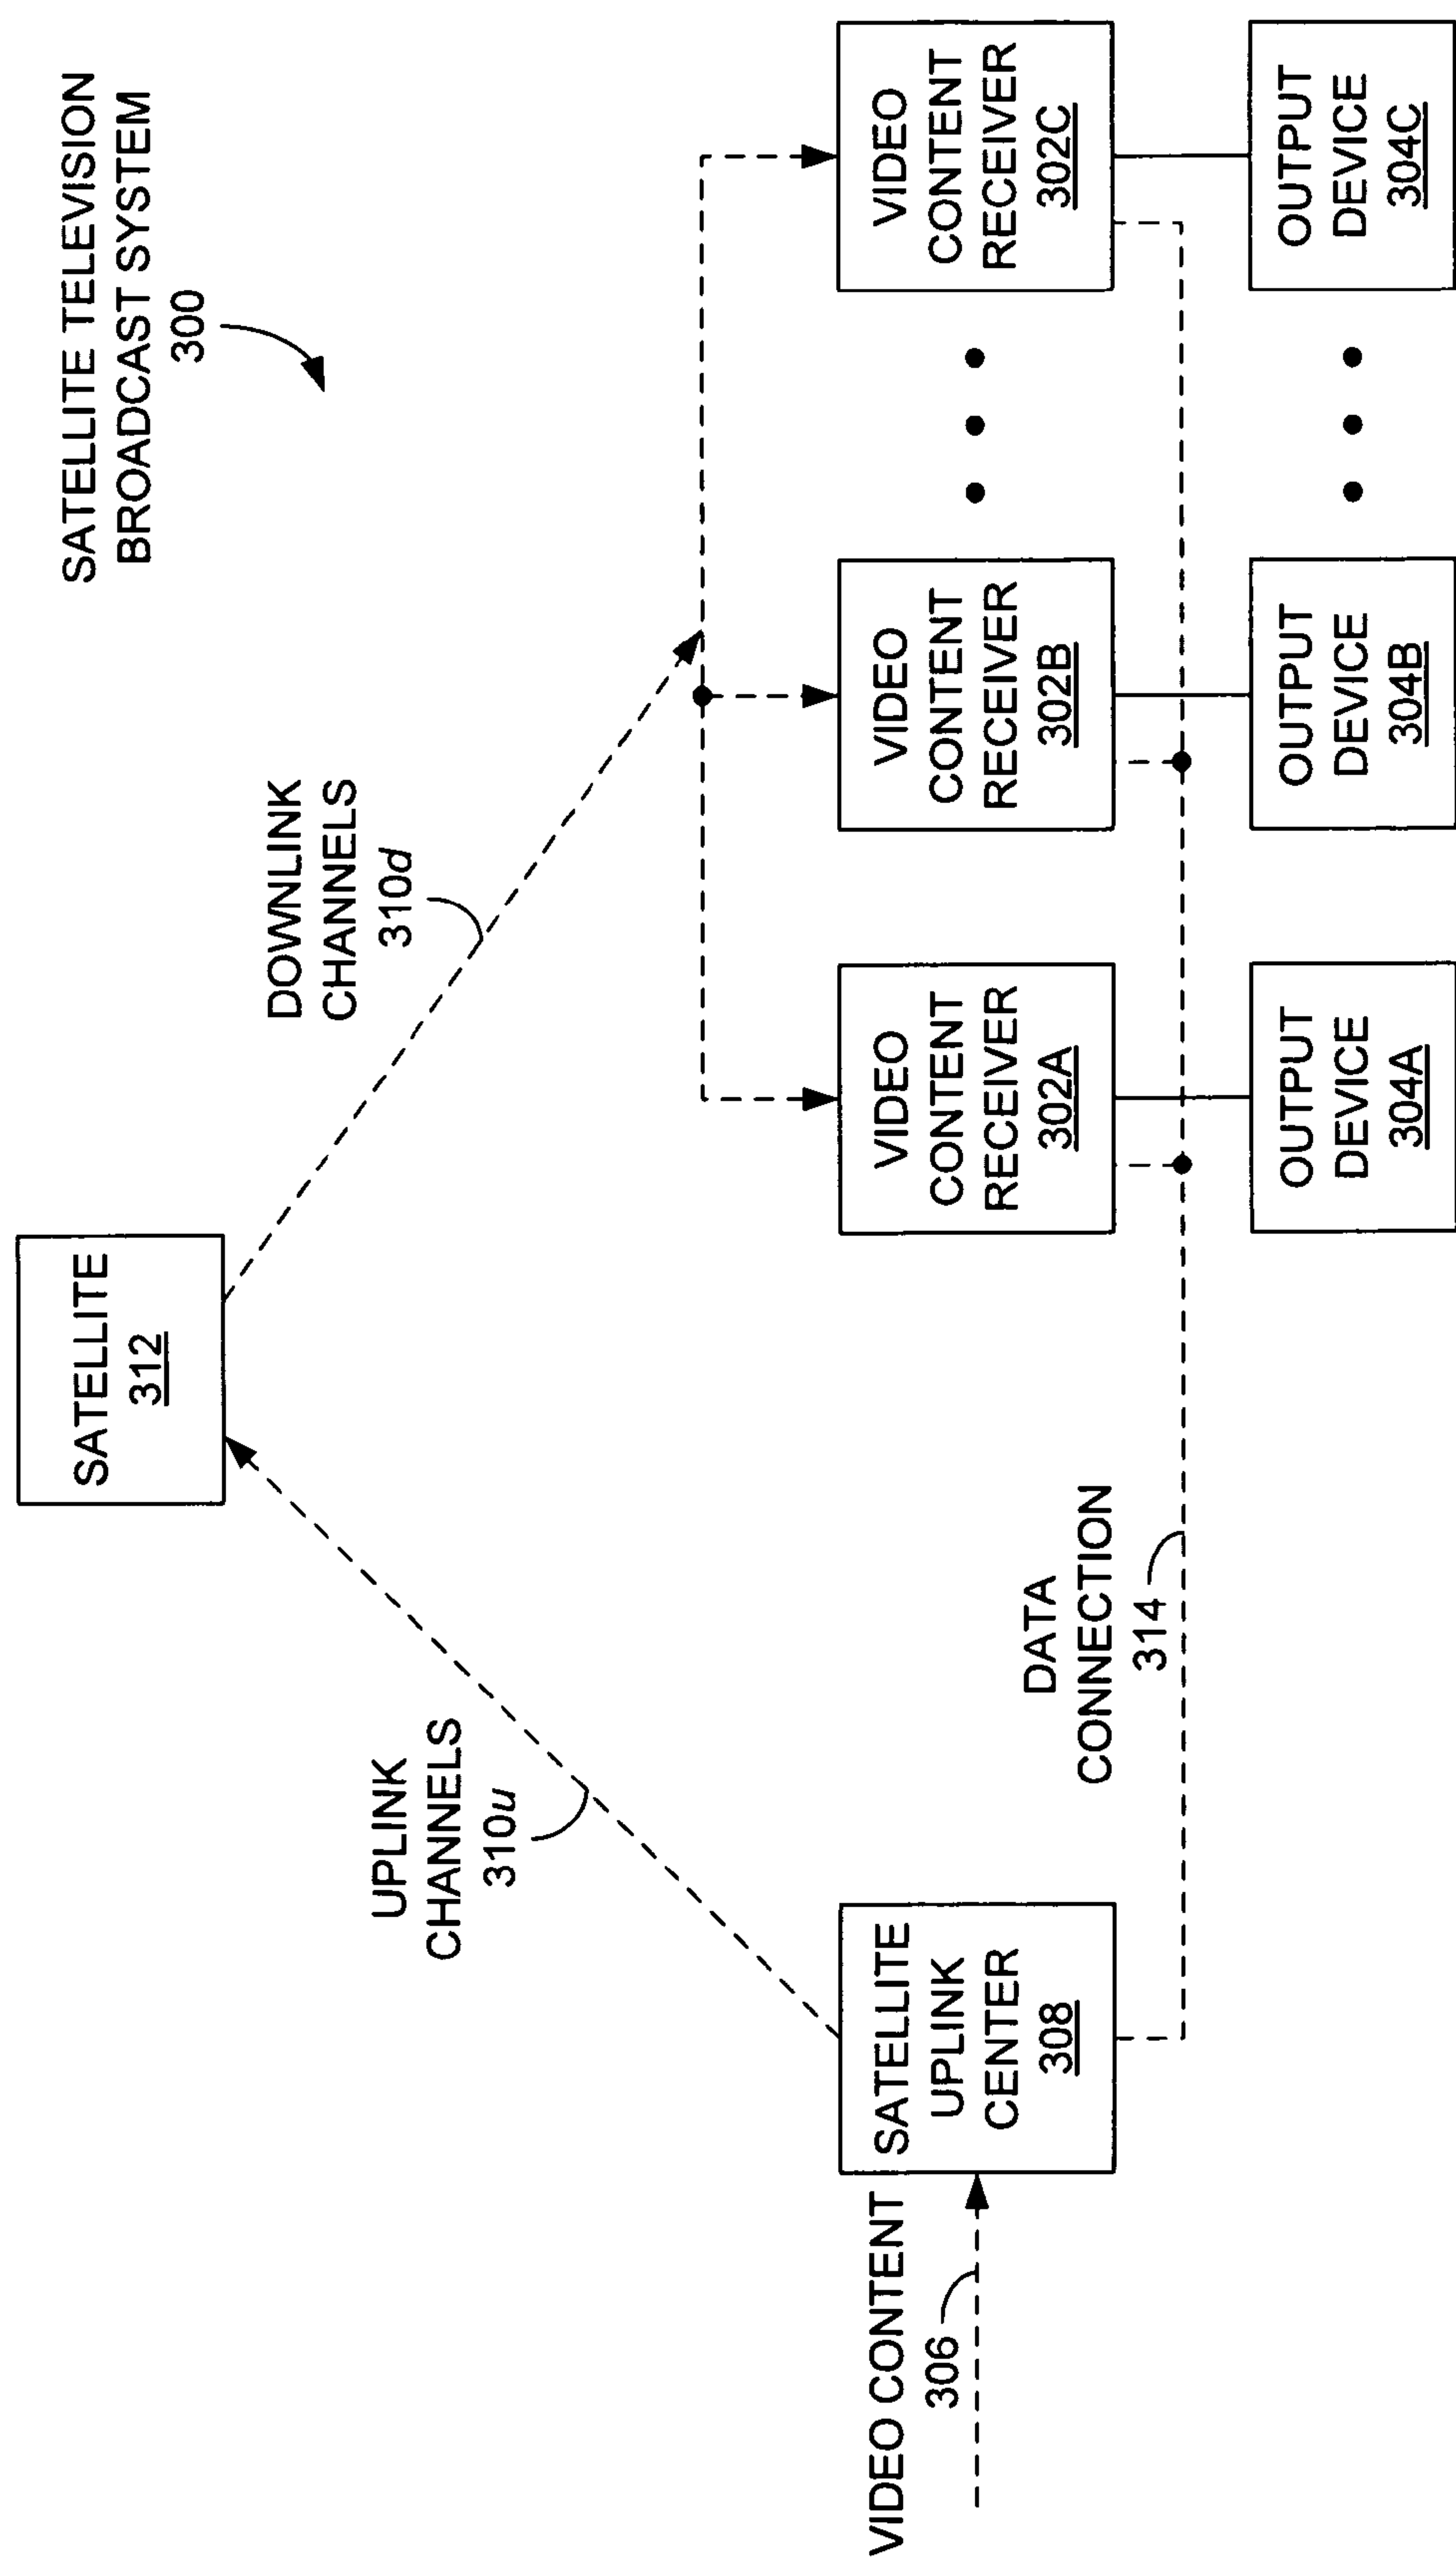 SATELLITE TELEVISION
BROADCAST SYSTEM
300
SATELLITE
312
UPLINK
CHANNELS
310u
DOWNLINK
CHANNELS
310d
VIDEO CONTENT
306
SATELLITE
UPLINK
CENTER
308
DATA
CONNECTION
314
VIDEO
CONTENT
RECEIVER
302A
VIDEO
CONTENT
RECEIVER
302B
VIDEO
CONTENT
RECEIVER
302C
OUTPUT
DEVICE
304A
OUTPUT
DEVICE
304B
OUTPUT
DEVICE
304C